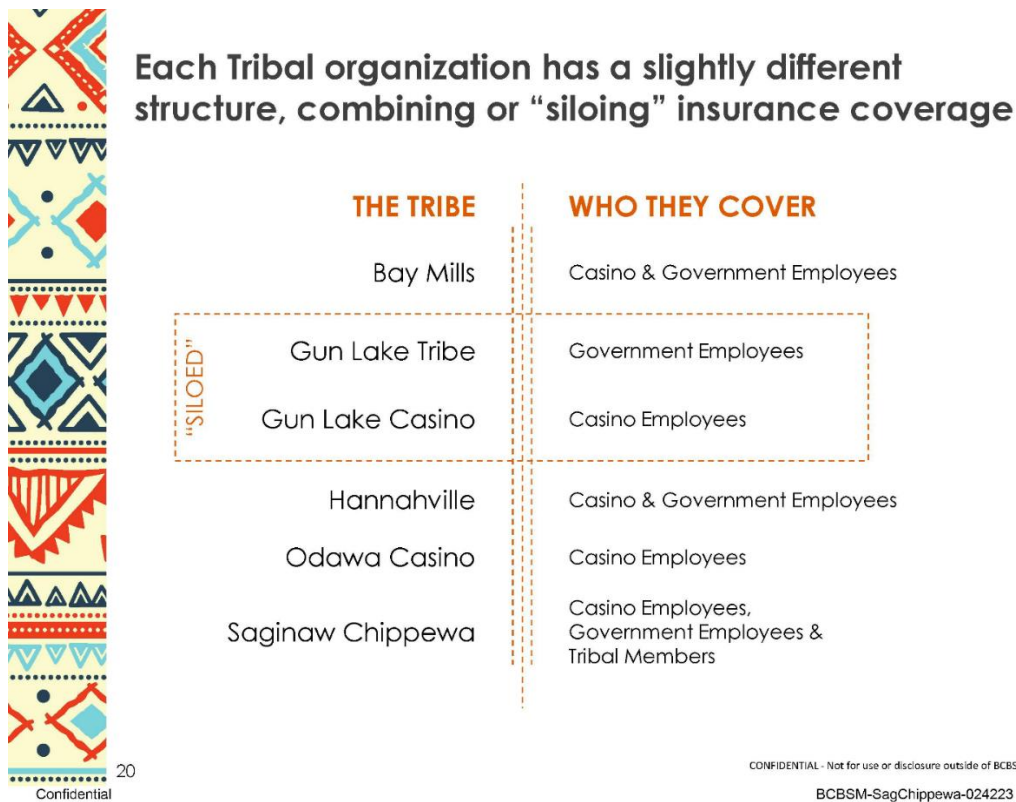 Each Tribal organization has a slightly different
structure, combining or “siloing” insurance coverage
THE TRIBE WHO THEY COVER
Bay Mills Casino & Government Employees
“SILOED”
Gun Lake Tribe Government Employees
Gun Lake Casino Casino Employees
Hannahville Casino & Government Employees
Odawa Casino Casino Employees
Saginaw Chippewa Casino Employees,
Government Employees &
Tribal Members
20
CONFIDENTIAL - Not for use or disclosure outside of BCBS
Confidential
BCBSM-SagChippewa-024223